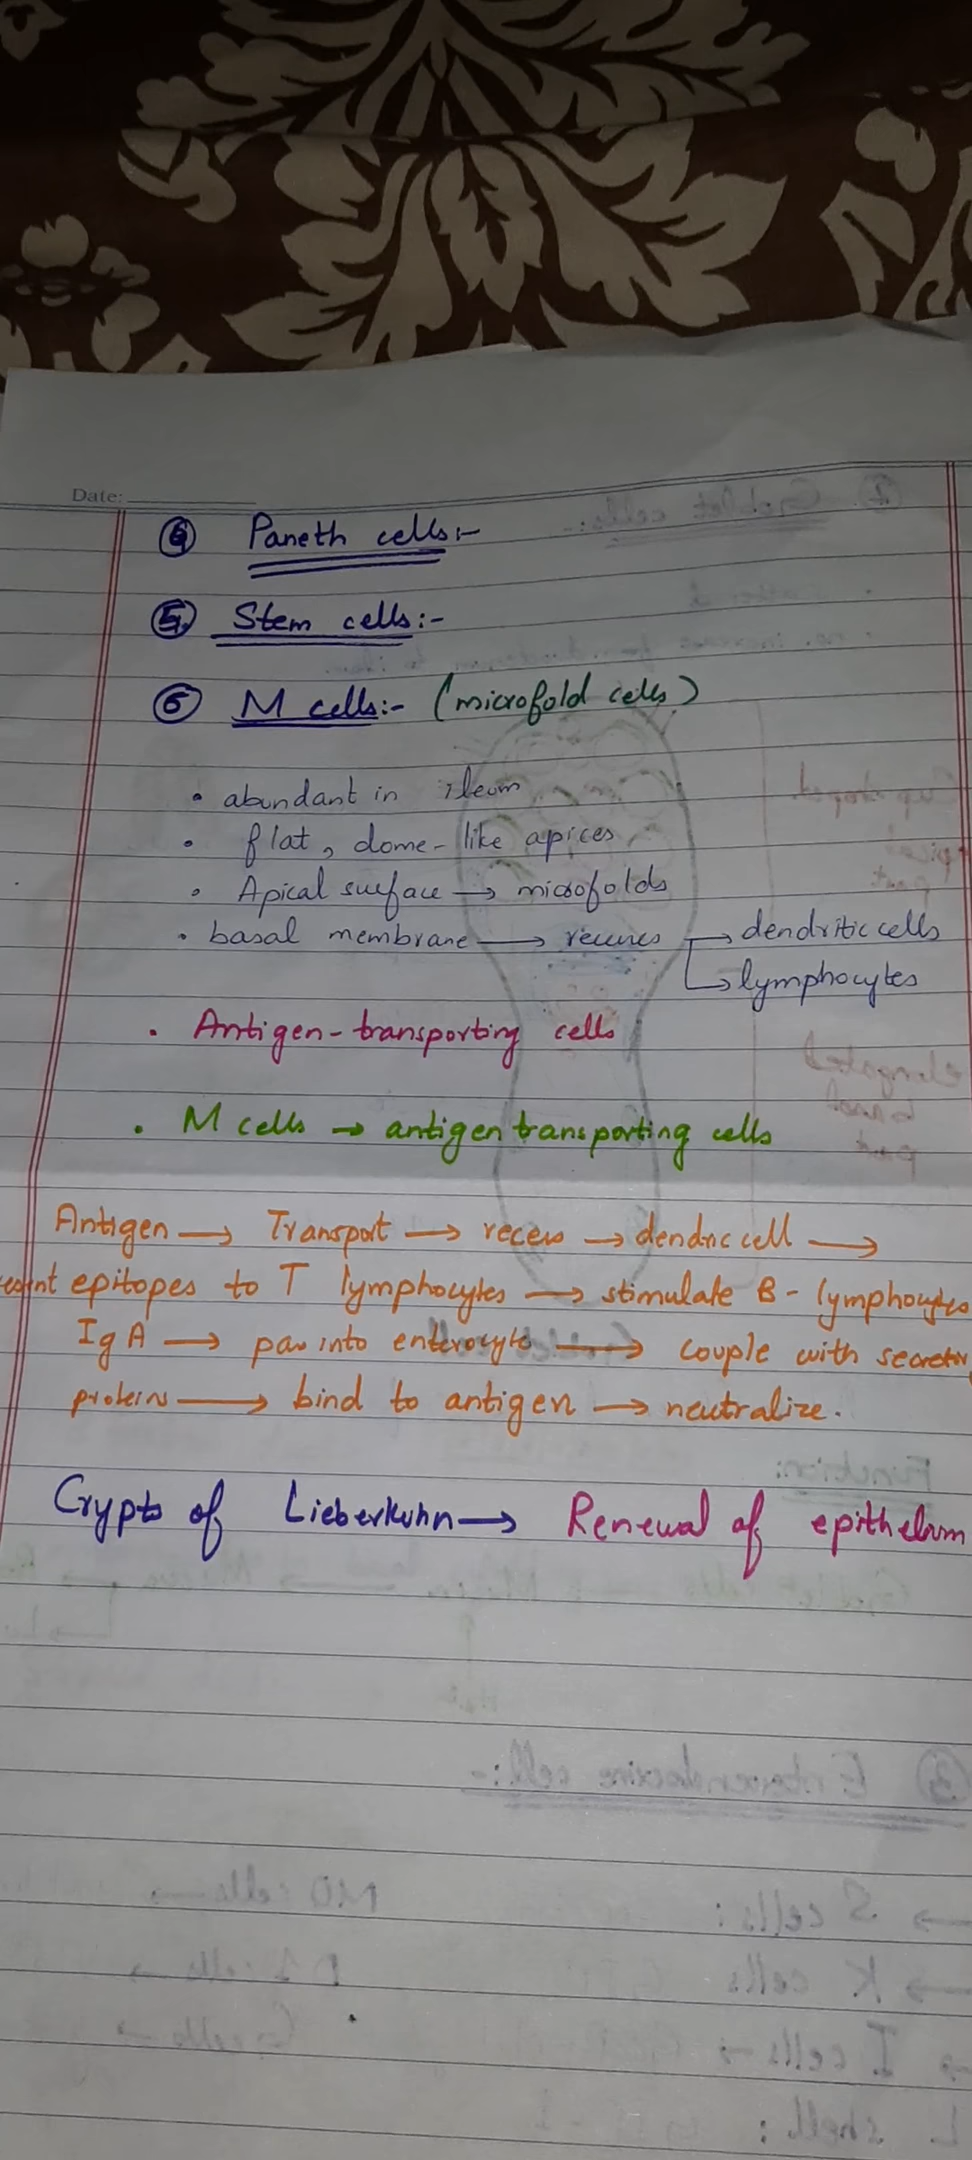 Date:
④ Paneth cells:-
⑤ Stem cells:-
⑥ M cells:- (microfold cells)
• abundant in ileum
• flat, dome-like apices
• Apical surface → microfolds
• basal membrane → recesses → dendritic cells
→ lymphocytes
• Antigen-transporting cells
• M cells → antigen transporting cells
Antigen → Transport → recess → dendric cell →
epitopes to T lymphocytes → stimulate B-lymphocytes
IgA → pass into enterocyte → couple with
proteins → bind to antigen → neutralize.
Crypts of Lieberkuhn → Renewal of epithelium